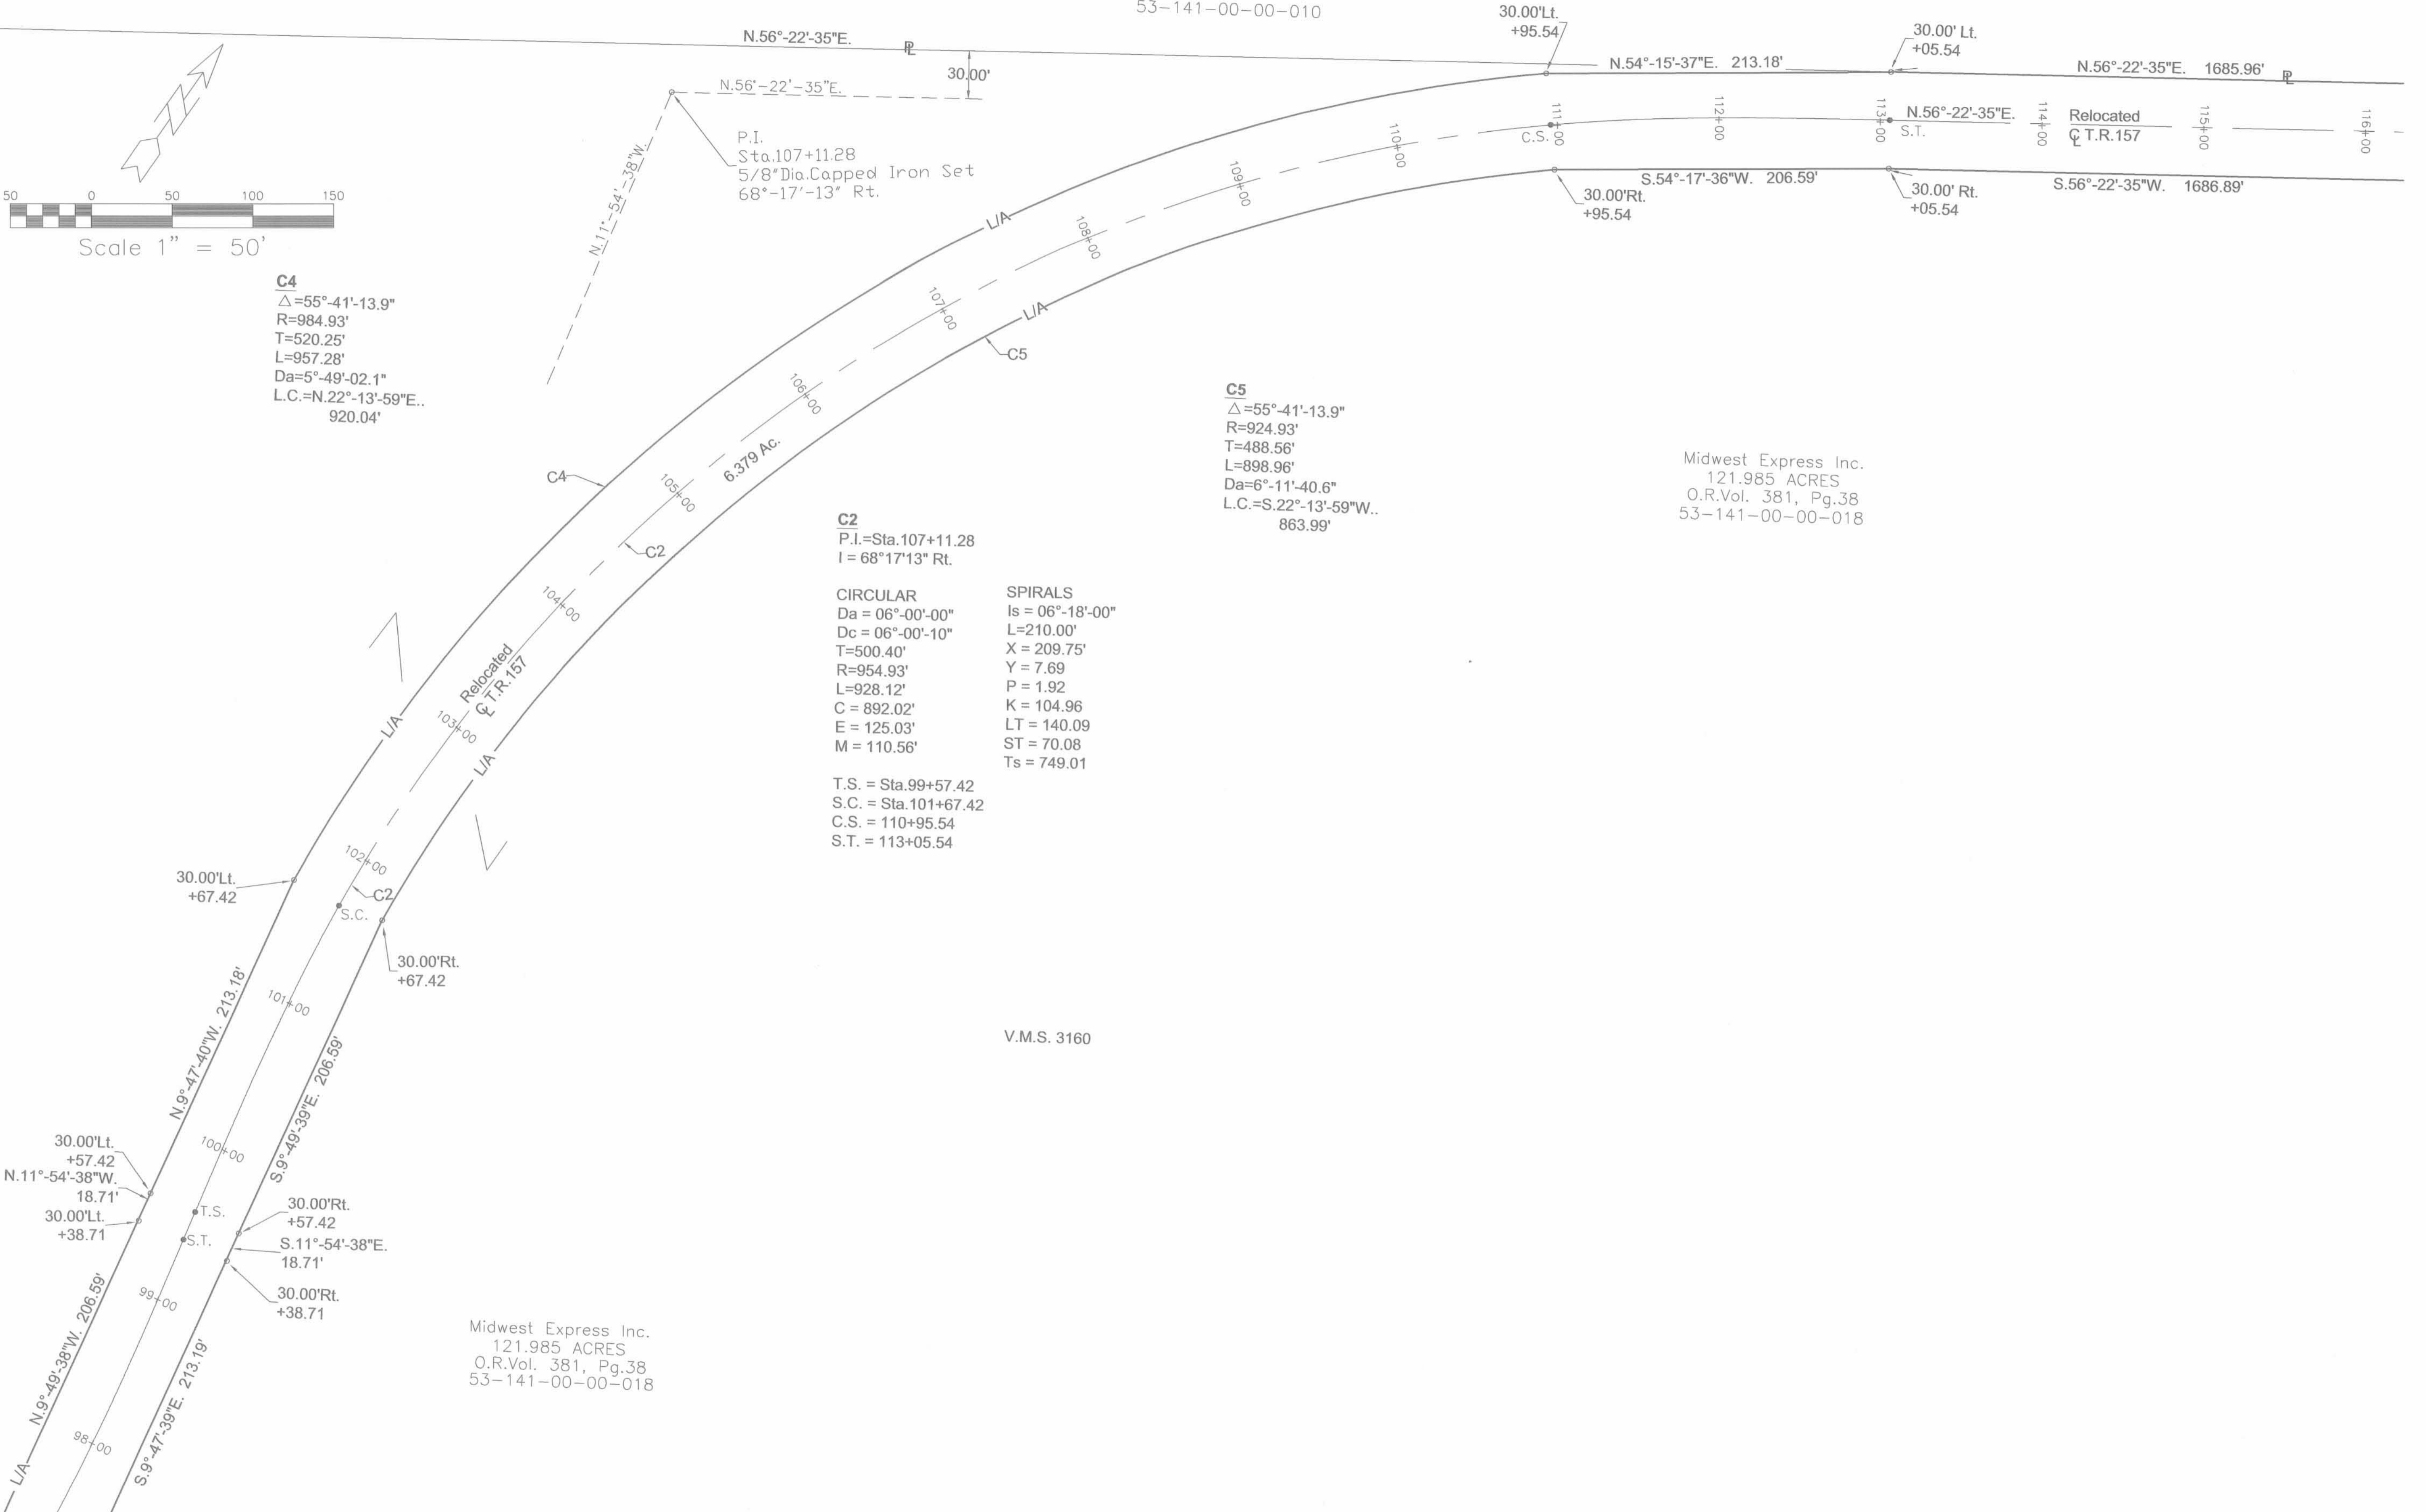 53-141-00-00-010
N.56°-22'-35"E.
PL
30.00'
N.56°-22'-35"E.
N.11°-54'-38"W.
P.I.
Sta.107+11.28
5/8"Dia.Capped Iron Set
68°-17'-13" Rt.
30.00'Lt.
+95.54
30.00' Lt.
+05.54
N.54°-15'-37"E. 213.18'
N.56°-22'-35"E. 1685.96'
PL
N.56°-22'-35"E.
Relocated
CL T.R.157
111+00
112+00
113+00
114+00
115+00
116+00
C.S.
S.T.
S.54°-17'-36"W. 206.59'
S.56°-22'-35"W. 1686.89'
30.00'Rt.
+95.54
30.00' Rt.
+05.54
50 0 50 100 150
Scale 1" = 50'
C4
△=55°-41'-13.9"
R=984.93'
T=520.25'
L=957.28'
Da=5°-49'-02.1"
L.C.=N.22°-13'-59"E..
920.04'
110+00
109+00
108+00
107+00
106+00
105+00
104+00
103+00
102+00
101+00
100+00
99+00
98+00
L/A
L/A
C5
C4
6.379 Ac.
C2
C5
△=55°-41'-13.9"
R=924.93'
T=488.56'
L=898.96'
Da=6°-11'-40.6"
L.C.=S.22°-13'-59"W..
863.99'
Midwest Express Inc.
121.985 ACRES
O.R.Vol. 381, Pg.38
53-141-00-00-018
C2
P.I.=Sta.107+11.28
I = 68°17'13" Rt.
CIRCULAR
Da = 06°-00'-00"
Dc = 06°-00'-10"
T=500.40'
R=954.93'
L=928.12'
C = 892.02'
E = 125.03'
M = 110.56'
SPIRALS
Is = 06°-18'-00"
L=210.00'
X = 209.75'
Y = 7.69
P = 1.92
K = 104.96
LT = 140.09
ST = 70.08
Ts = 749.01
T.S. = Sta.99+57.42
S.C. = Sta.101+67.42
C.S. = 110+95.54
S.T. = 113+05.54
Relocated
CL T.R.157
L/A
L/A
30.00'Lt.
+67.42
C2
S.C.
30.00'Rt.
+67.42
N.9°-47'-40"W. 213.18'
S.9°-49'-39"E. 206.59'
V.M.S. 3160
30.00'Lt.
+57.42
N.11°-54'-38"W.
18.71'
30.00'Lt.
+38.71
T.S.
S.T.
30.00'Rt.
+57.42
S.11°-54'-38"E.
18.71'
30.00'Rt.
+38.71
N.9°-49'-38"W. 206.59'
S.9°-47'-39"E. 213.19'
L/A
Midwest Express Inc.
121.985 ACRES
O.R.Vol. 381, Pg.38
53-141-00-00-018